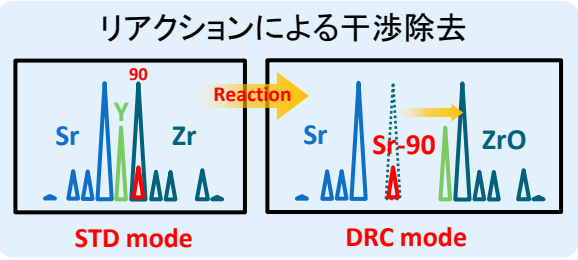 リアクションによる干渉除去
90
Reaction
Y
Sr
Zr
Sr
Sr-90
ZrO
STD mode
DRC mode